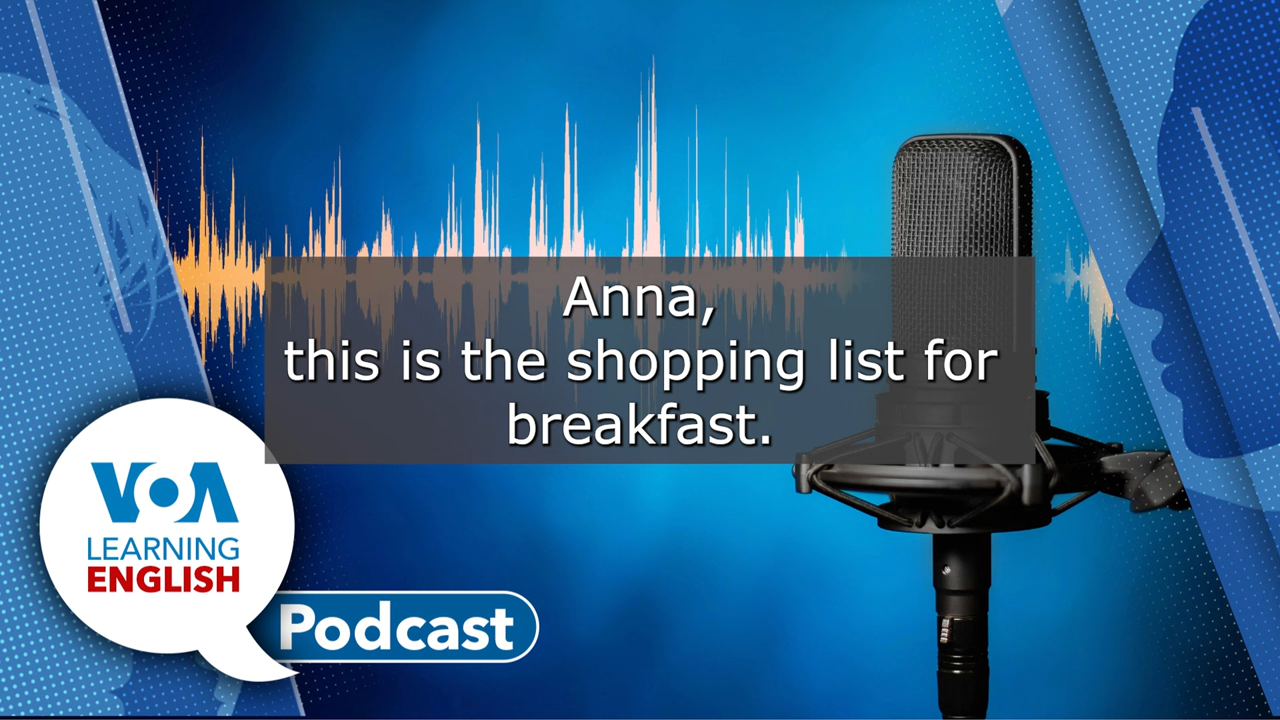 Anna,
this is the shopping list for
breakfast.
VOA
LEARNING
ENGLISH
Podcast